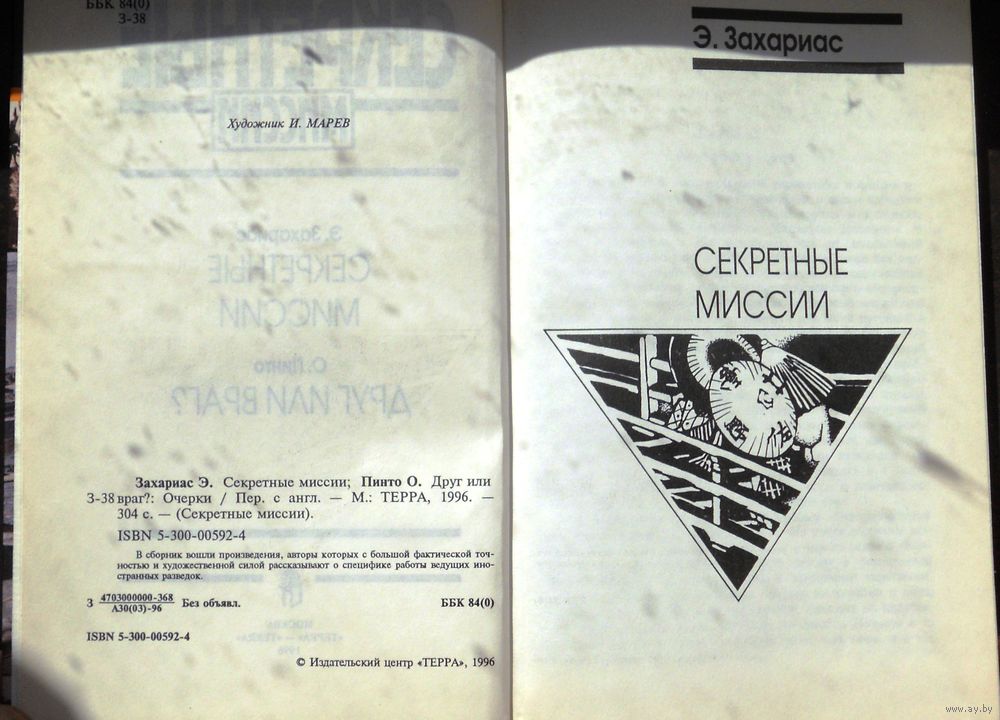 ББК 84(0)
З-38
Художник И. МАРЕВ
Захариас Э. Секретные миссии; Пинто О. Друг или
З-38 враг?: Очерки / Пер. с англ. — М.: ТЕРРА, 1996. —
304 с. — (Секретные миссии).
ISBN 5-300-00592-4
В сборник вошли произведения, авторы которых с большой фактической точ-
ностью и художественной силой рассказывают о специфике работы ведущих ино-
странных разведок.
З 4703000000-368 Без объявл.
А30(03)-96
ББК 84(0)
ISBN 5-300-00592-4
© Издательский центр «ТЕРРА», 1996
Э. Захариас
СЕКРЕТНЫЕ
МИССИИ
www.ay.by